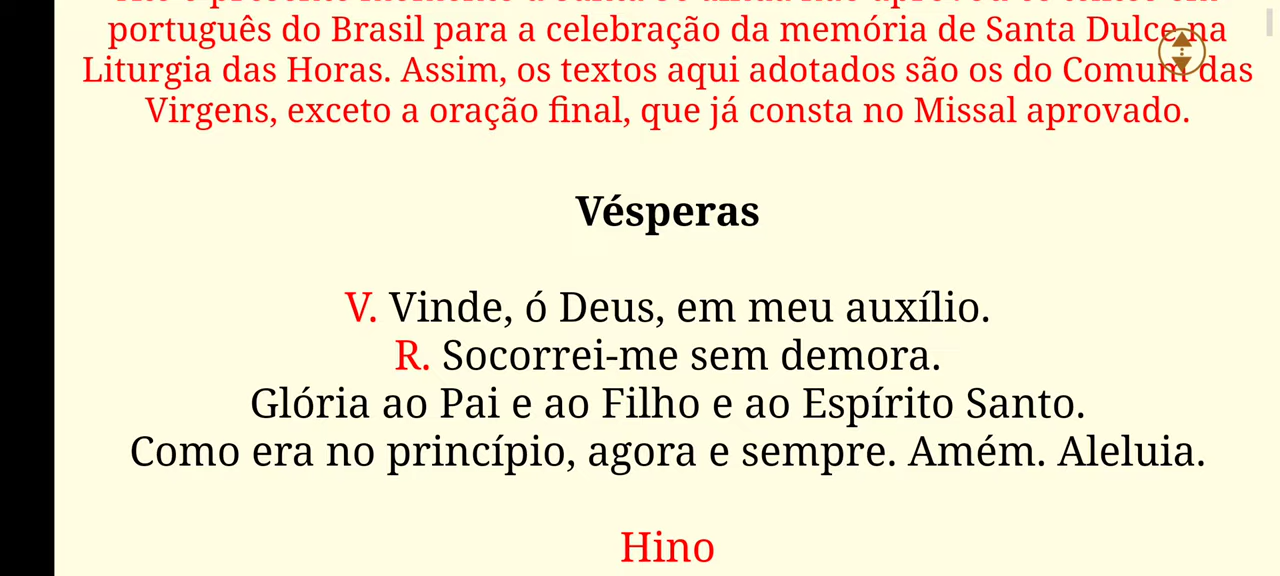 português do Brasil para a celebração da memória de Santa Dulce na
Liturgia das Horas. Assim, os textos aqui adotados são os do Comum das
Virgens, exceto a oração final, que já consta no Missal aprovado.
Vésperas
V. Vinde, ó Deus, em meu auxílio.
R. Socorrei-me sem demora.
Glória ao Pai e ao Filho e ao Espírito Santo.
Como era no princípio, agora e sempre. Amém. Aleluia.
Hino